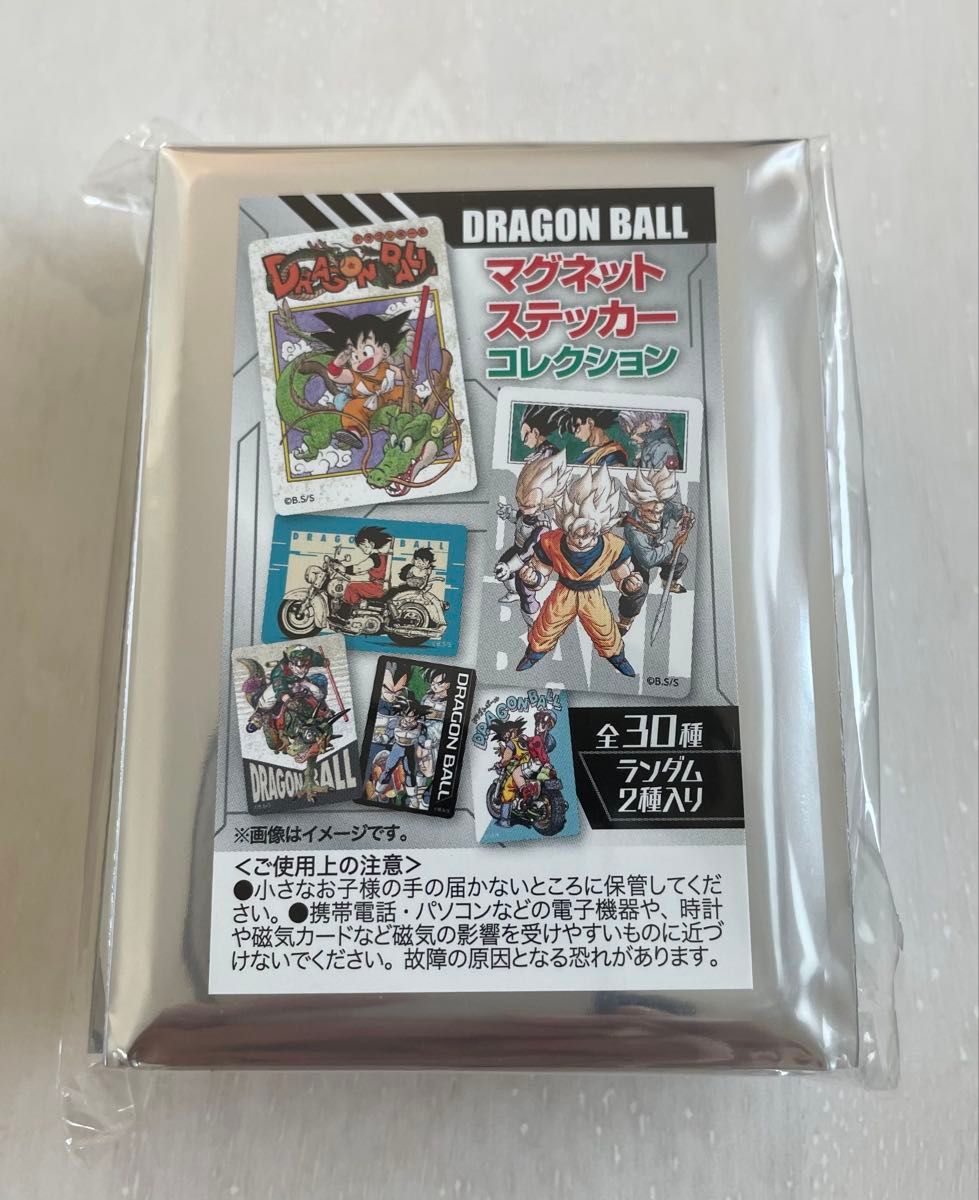 DRAGON BALL
マグネット
ステッカー
コレクション
DRAGON BALL
©B.S/S
DRAGON BALL
©B.S/S
DRAGON BALL
DRAGON BALL
DRAGON BALL
全30種
ランダム
2種入り
※画像はイメージです。
＜ご使用上の注意＞
●小さなお子様の手の届かないところに保管してくだ
さい。●携帯電話・パソコンなどの電子機器や、時計
や磁気カードなど磁気の影響を受けやすいものに近づ
けないでください。故障の原因となる恐れがあります。